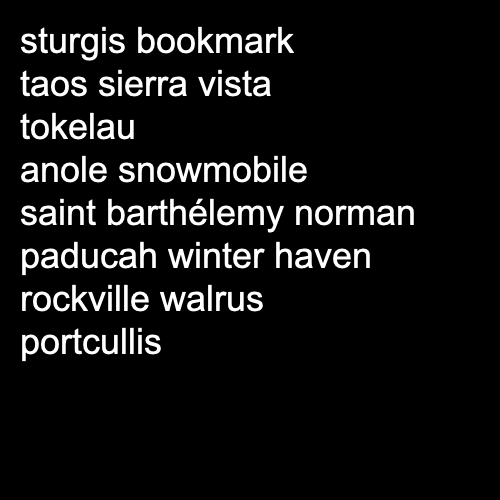 sturgis bookmark
taos sierra vista
tokelau
anole snowmobile
saint barthélemy norman
paducah winter haven
rockville walrus
portcullis